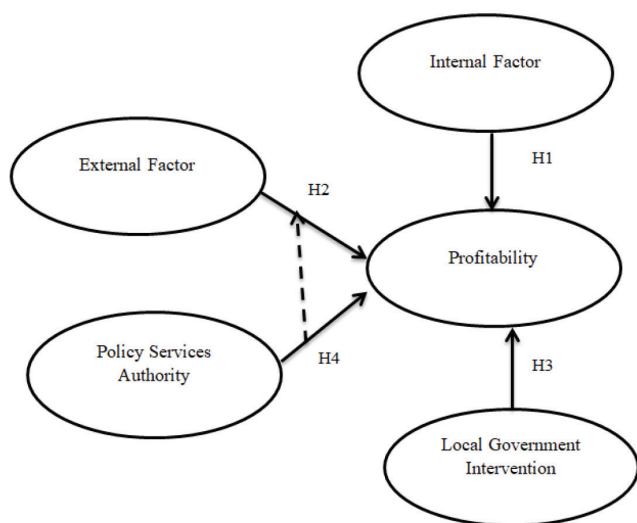 Internal Factor
H1
External Factor
H2
Profitability
Policy Services
Authority
H4
H3
Local Government
Intervention